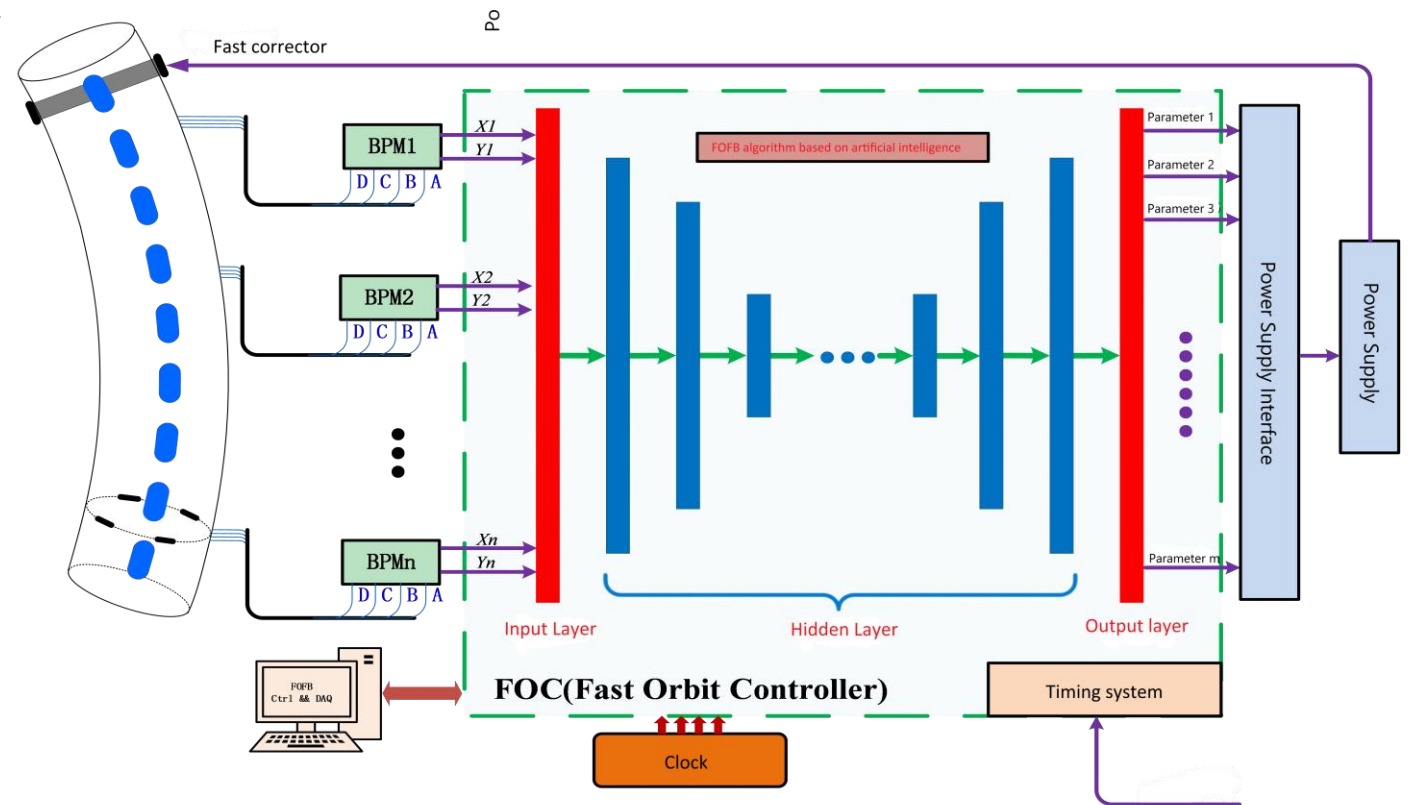 Po
Fast corrector
BPM1
X1
Y1
D C B A
FOFB algorithm based on artificial intelligence
Parameter 1
Parameter 2
Parameter 3
BPM2
X2
Y2
D C B A
Power Supply Interface
Power Supply
BPMn
Xn
Yn
D C B A
Parameter m
Input Layer
Hidden Layer
Output layer
FOFB
Ctrl && DAQ
FOC(Fast Orbit Controller)
Timing system
Clock